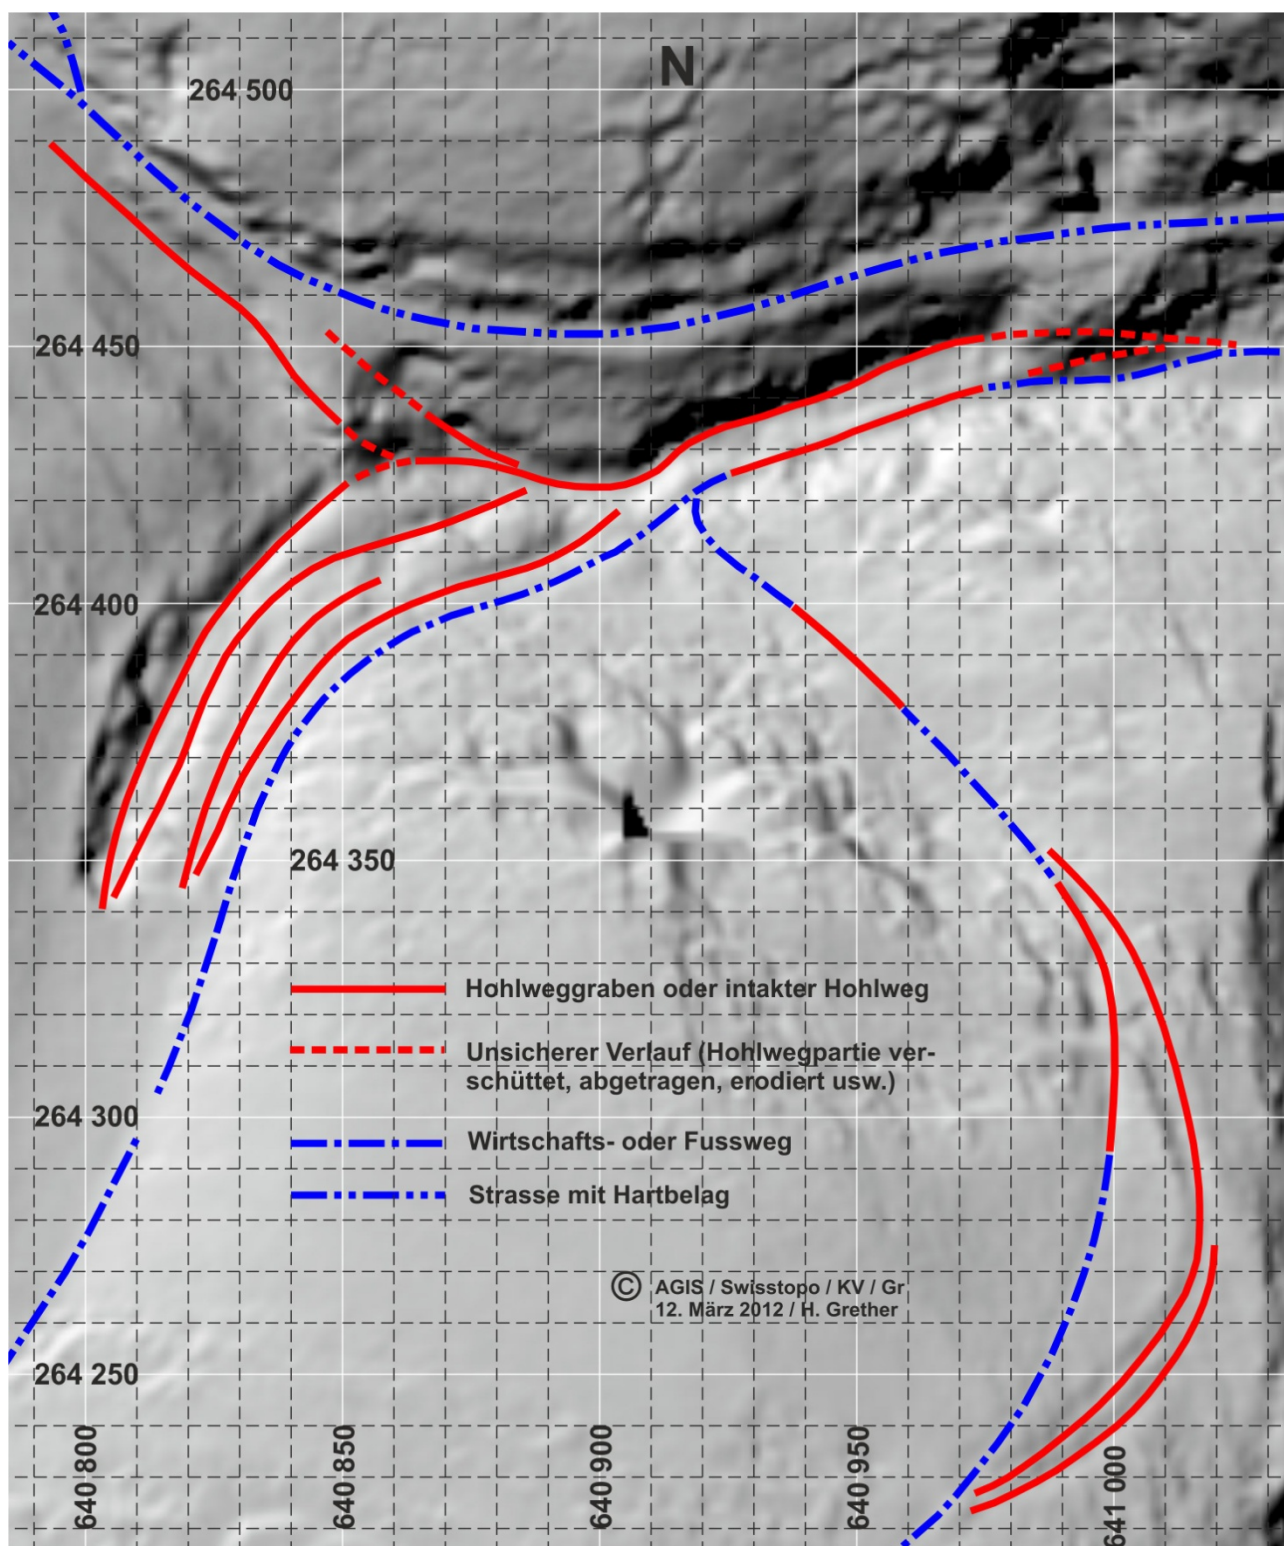 N
264 500
264 450
264 400
264 350
Hohlweggraben oder intakter Hohlweg
Unsicherer Verlauf (Hohlwegpartie ver-
schüttet, abgetragen, erodiert usw.)
264 300
Wirtschafts- oder Fussweg
Strasse mit Hartbelag
© AGIS / Swisstopo / KV / Gr
12. März 2012 / H. Grether
264 250
640 800
640 850
640 900
640 950
641 000